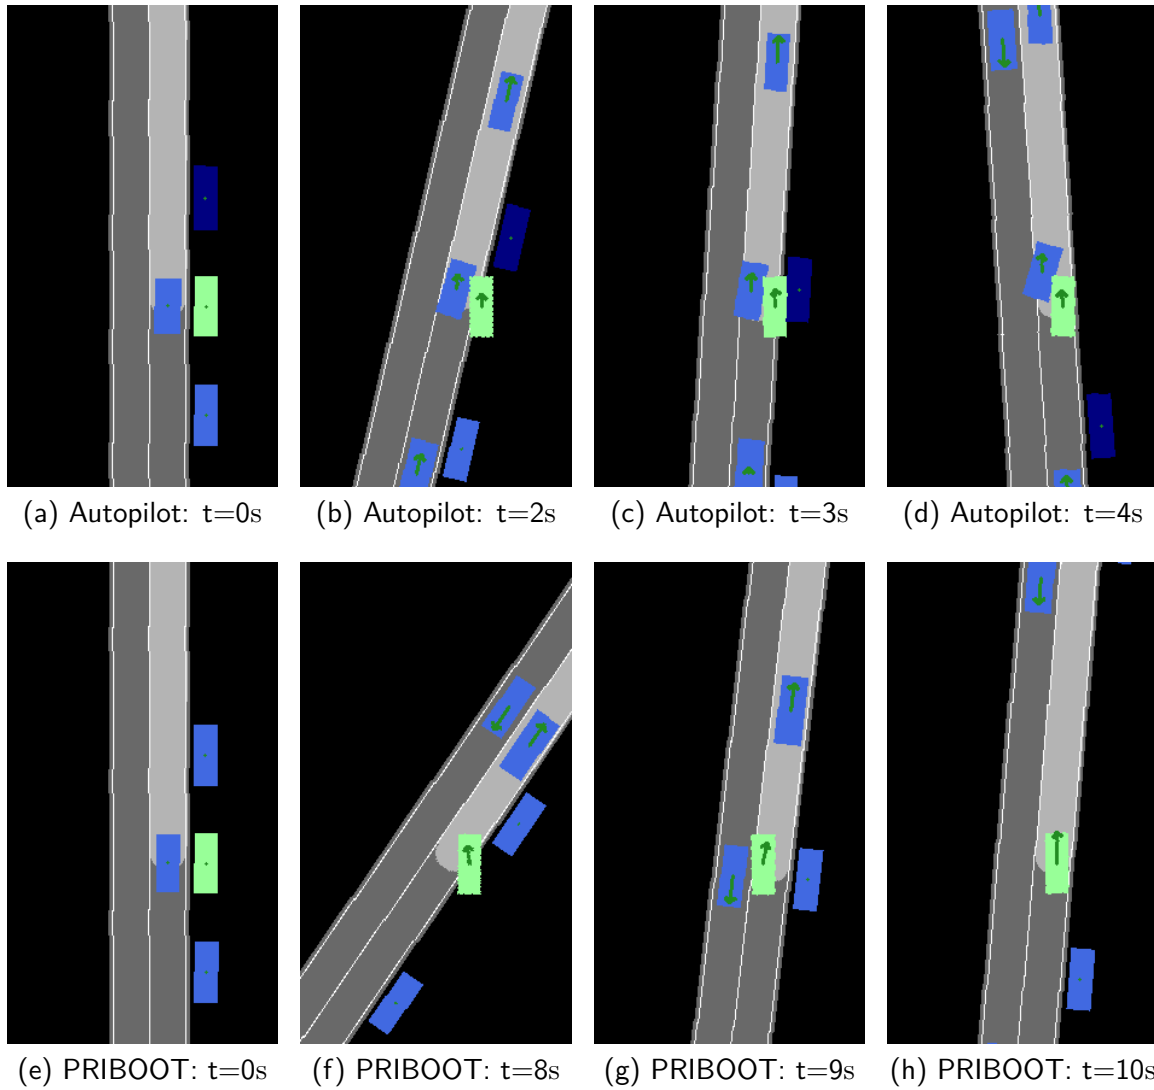 (a) Autopilot: t=0s
(b) Autopilot: t=2s
(c) Autopilot: t=3s
(d) Autopilot: t=4s
(e) PRIBOOT: t=0s
(f) PRIBOOT: t=8s
(g) PRIBOOT: t=9s
(h) PRIBOOT: t=10s